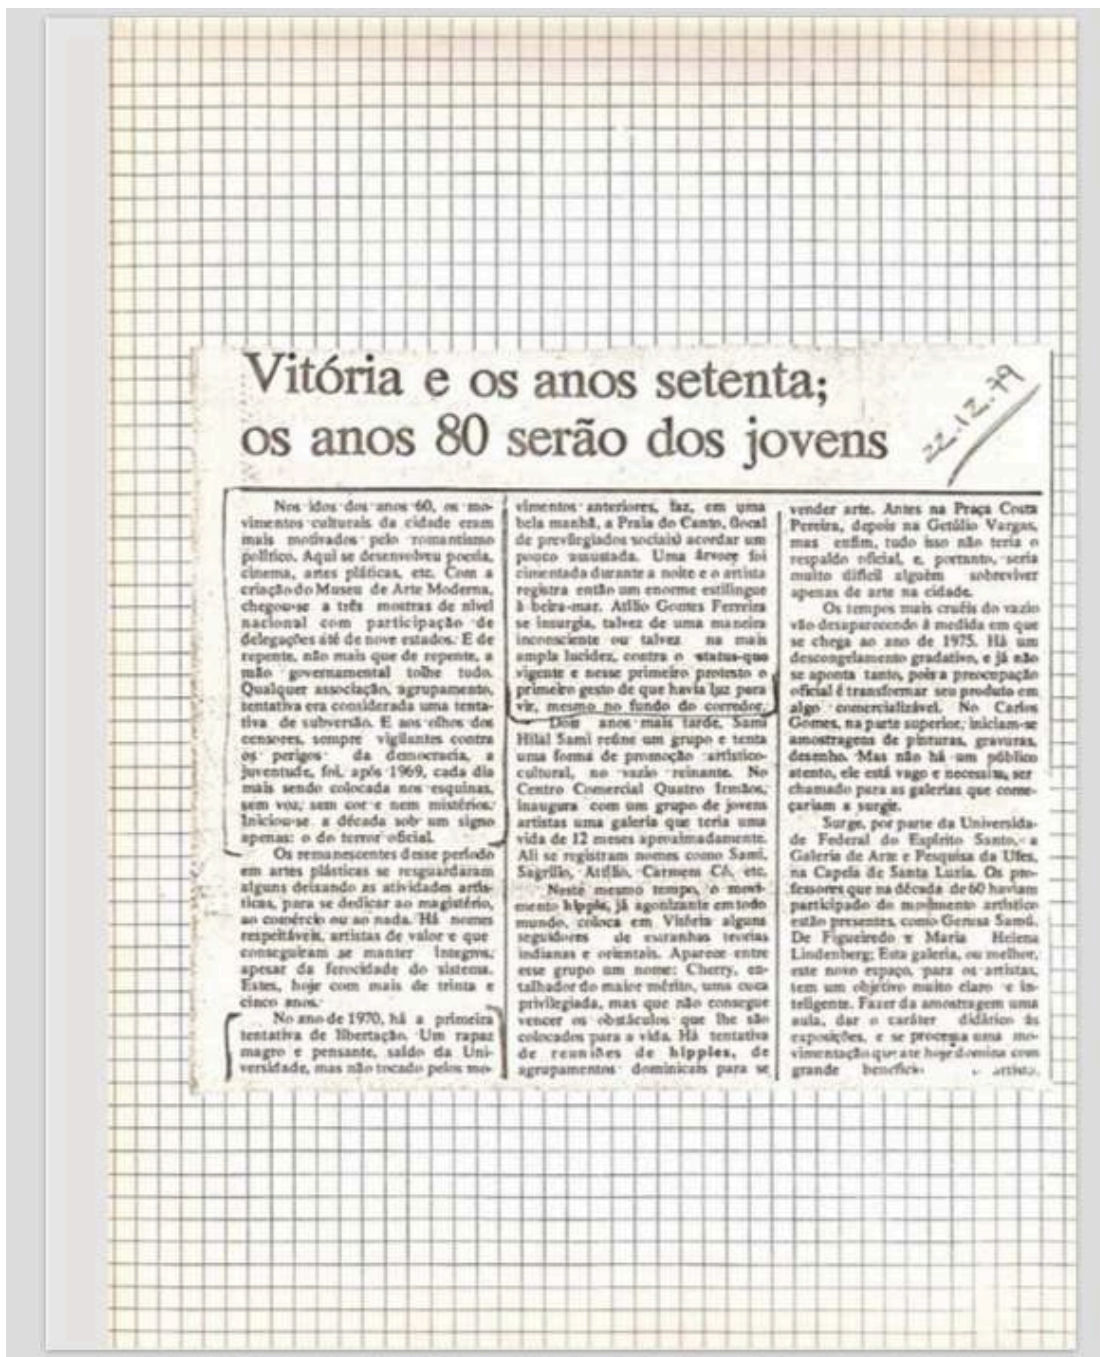 Vitória e os anos setenta;
os anos 80 serão dos jovens
22.12.79
Nos idos dos anos 60, os mo-
vimentos culturais da cidade eram
mais motivados pelo romantismo
político. Aqui se desenvolveu poesia,
cinema, artes pláticas, etc. Com a
criação do Museu de Arte Moderna,
chegou-se a três mostras de nível
nacional com participação de
delegações até de nove estados. E de
repente, não mais que de repente, a
mão governamental tolhe tudo.
Qualquer associação, agrupamento,
tentativa era considerada uma tenta-
tiva de subversão. E aos olhos dos
censores, sempre vigilantes contra
os perigos da democracia, a
juventude, foi, após 1969, cada dia
mais sendo colocada nos esquinas,
sem voz, sem cor e nem mistérios.
Iniciou-se a década sob um signo
apenas: o do terror oficial.
Os remanescentes desse período
em artes plásticas se resguardaram
alguns deixando as atividades artís-
ticas, para se dedicar ao magistério,
ao comércio ou ao nada. Há nomes
respeitáveis, artistas de valor e que
conseguiram se manter íntegros,
apesar da ferocidade do sistema.
Estes, hoje com mais de trinta e
cinco anos.
No ano de 1970, há a primeira
tentativa de libertação. Um rapaz
magro e pensante, saído da Uni-
versidade, mas não tocado pelos mo-
vimentos anteriores, faz, em uma
bela manhã, a Praia do Canto, (local
de previlegiados sociais) acordar um
pouco assustada. Uma árvore foi
cimentada durante a noite e o artista
registra então um enorme estilingue
à beira-mar. Atílio Gomes Ferreira
se insurgia, talvez de uma maneira
inconsciente ou talvez na mais
ampla lucidez, contra o status-quo
vigente e nesse primeiro protesto o
primeiro gesto de que havia luz para
vir, mesmo no fundo do corredor.
Dois anos mais tarde, Sami
Hilal Sami reúne um grupo e tenta
uma forma de promoção artístico-
cultural, no vazio reinante. No
Centro Comercial Quatro Irmãos,
inaugura com um grupo de jovens
artistas uma galeria que teria uma
vida de 12 meses aproximadamente.
Ali se registram nomes como Sami,
Sagrillo, Atílio, Carmem Có, etc.
Neste mesmo tempo, o movi-
mento hippie, já agonizante em todo
mundo, coloca em Vitória alguns
seguidores de estranhas teorias
indianas e orientais. Aparece entre
esse grupo um nome: Cherry, en-
talhador do maior mérito, uma cuca
privilegiada, mas que não consegue
vencer os obstáculos que lhe são
colocados para a vida. Há tentativa
de reuniões de hippies, de
agrupamentos dominicais para se
vender arte. Antes na Praça Costa
Pereira, depois na Getúlio Vargas,
mas enfim, tudo isso não teria o
respaldo oficial, e, portanto, seria
muito difícil alguém sobreviver
apenas de arte na cidade.
Os tempos mais cruéis do vazio
vão desaparecendo à medida em que
se chega ao ano de 1975. Há um
descongelamento gradativo, e já não
se aponta tanto, pois a preocupação
oficial é transformar seu produto em
algo comercializável. No Carlos
Gomes, na parte superior, iniciam-se
amostragens de pinturas, gravuras,
desenho. Mas não há um público
atento, ele está vago e necessita, ser
chamado para as galerias que come-
çariam a surgir.
Surge, por parte da Universida-
de Federal do Espírito Santo, a
Galeria de Arte e Pesquisa da Ufes,
na Capela de Santa Luzia. Os pro-
fessores que na década de 60 haviam
participado do movimento artístico
estão presentes, como Gerusa Samú,
De Figueiredo e Maria Helena
Lindenberg; Esta galeria, ou melhor,
este novo espaço, para os artistas,
tem um objetivo muito claro e in-
teligente. Fazer da amostragem uma
aula, dar o caráter didático às
exposições, e se processa uma mo-
vimentação que ate hoje domina com
grande artista.